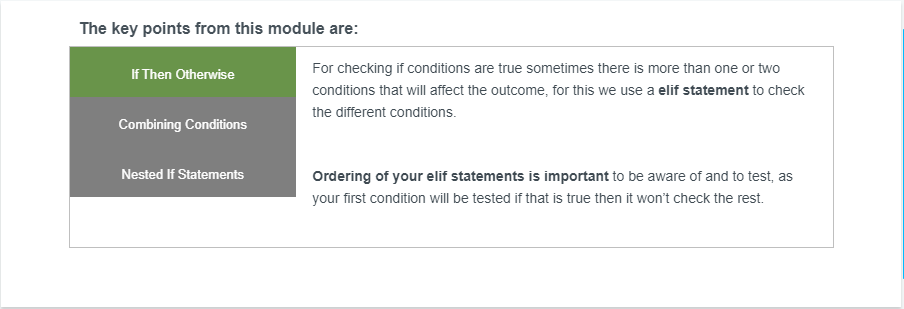 The key points from this module are:
If Then Otherwise
Combining Conditions
Nested If Statements
For checking if conditions are true sometimes there is more than one or two
conditions that will affect the outcome, for this we use a elif statement to check
the different conditions.
Ordering of your elif statements is important to be aware of and to test, as
your first condition will be tested if that is true then it won’t check the rest.